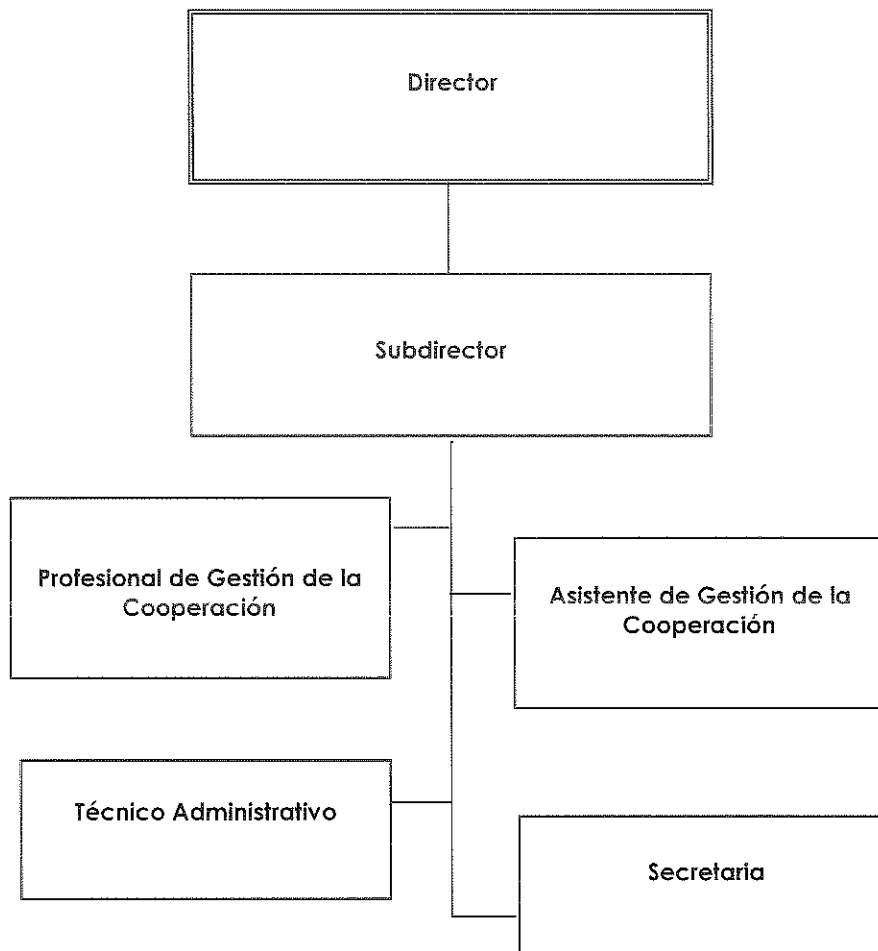 Director
Subdirector
Profesional de Gestión de la
Cooperación
Asistente de Gestión de la
Cooperación
Técnico Administrativo
Secretaria